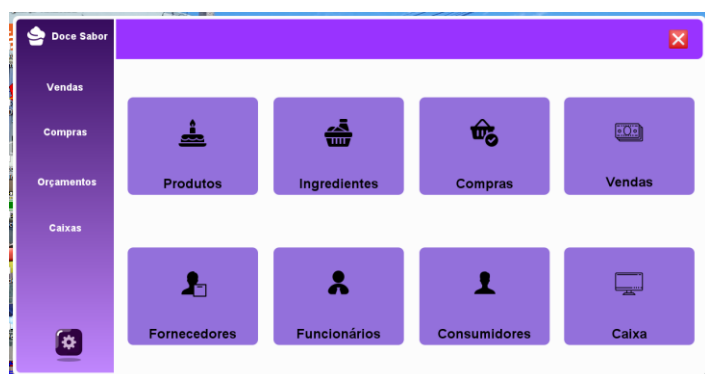 Doce Sabor
Vendas
Compras
Orçamentos
Caixas
Produtos
Ingredientes
Compras
Vendas
Fornecedores
Funcionários
Consumidores
Caixa